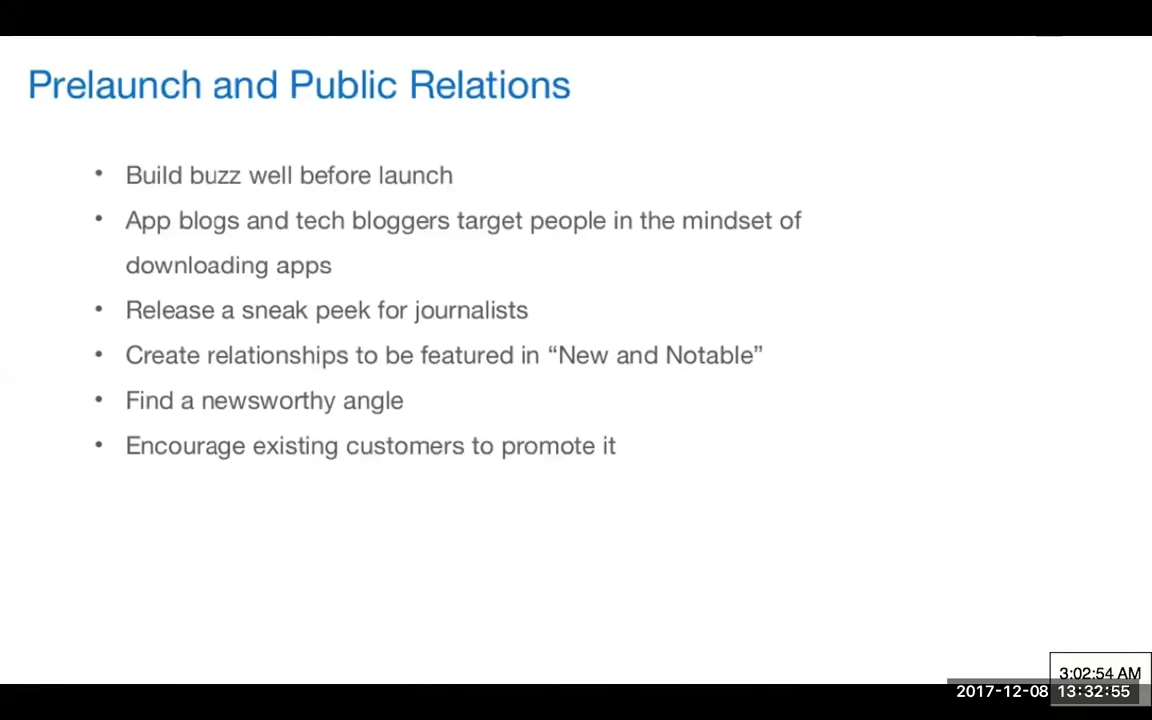 Prelaunch and Public Relations
• Build buzz well before launch
• App blogs and tech bloggers target people in the mindset of
downloading apps
• Release a sneak peek for journalists
• Create relationships to be featured in “New and Notable”
• Find a newsworthy angle
• Encourage existing customers to promote it
3:02:54 AM
2017-12-08 13:32:55